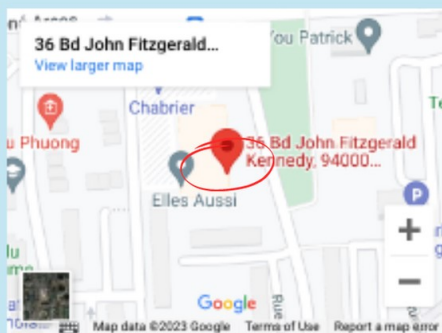 36 Bd John Fitzgerald...
View larger map
You Patrick
Chabrier
Phuong
36 Bd John Fitzgerald
Kennedy, 94000...
P
Elles Aussi
+
−
Google
Rue
Map data ©2023 Google
Terms of Use
Report a map error